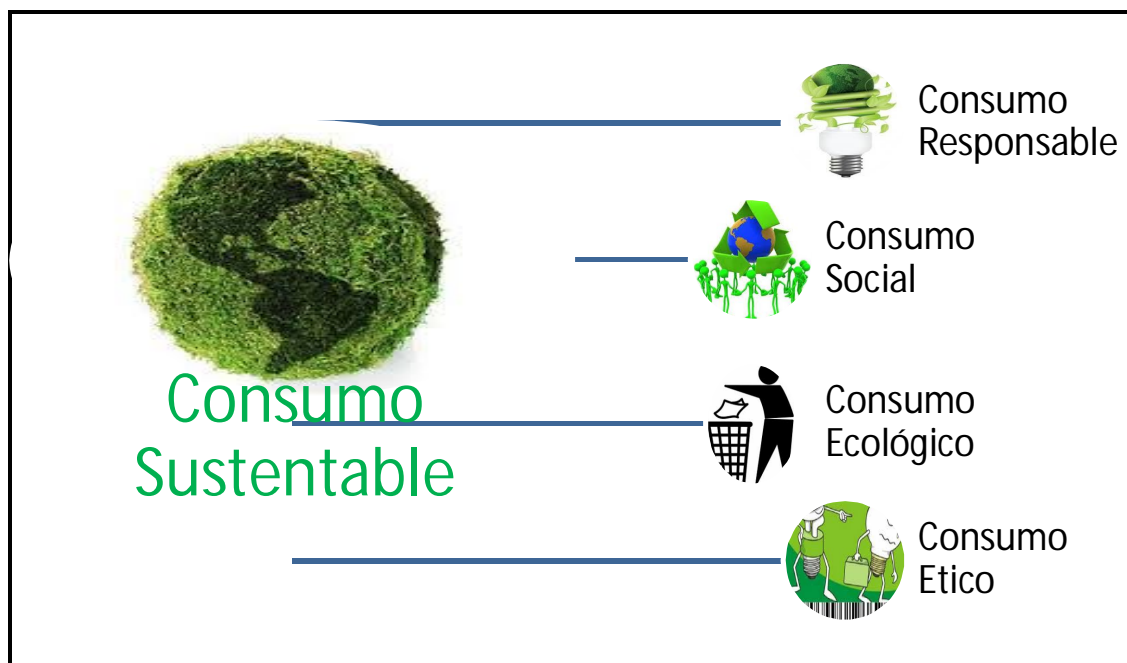 Consumo
Responsable
Consumo
Social
Consumo
Sustentable
Consumo
Ecológico
Consumo
Etico